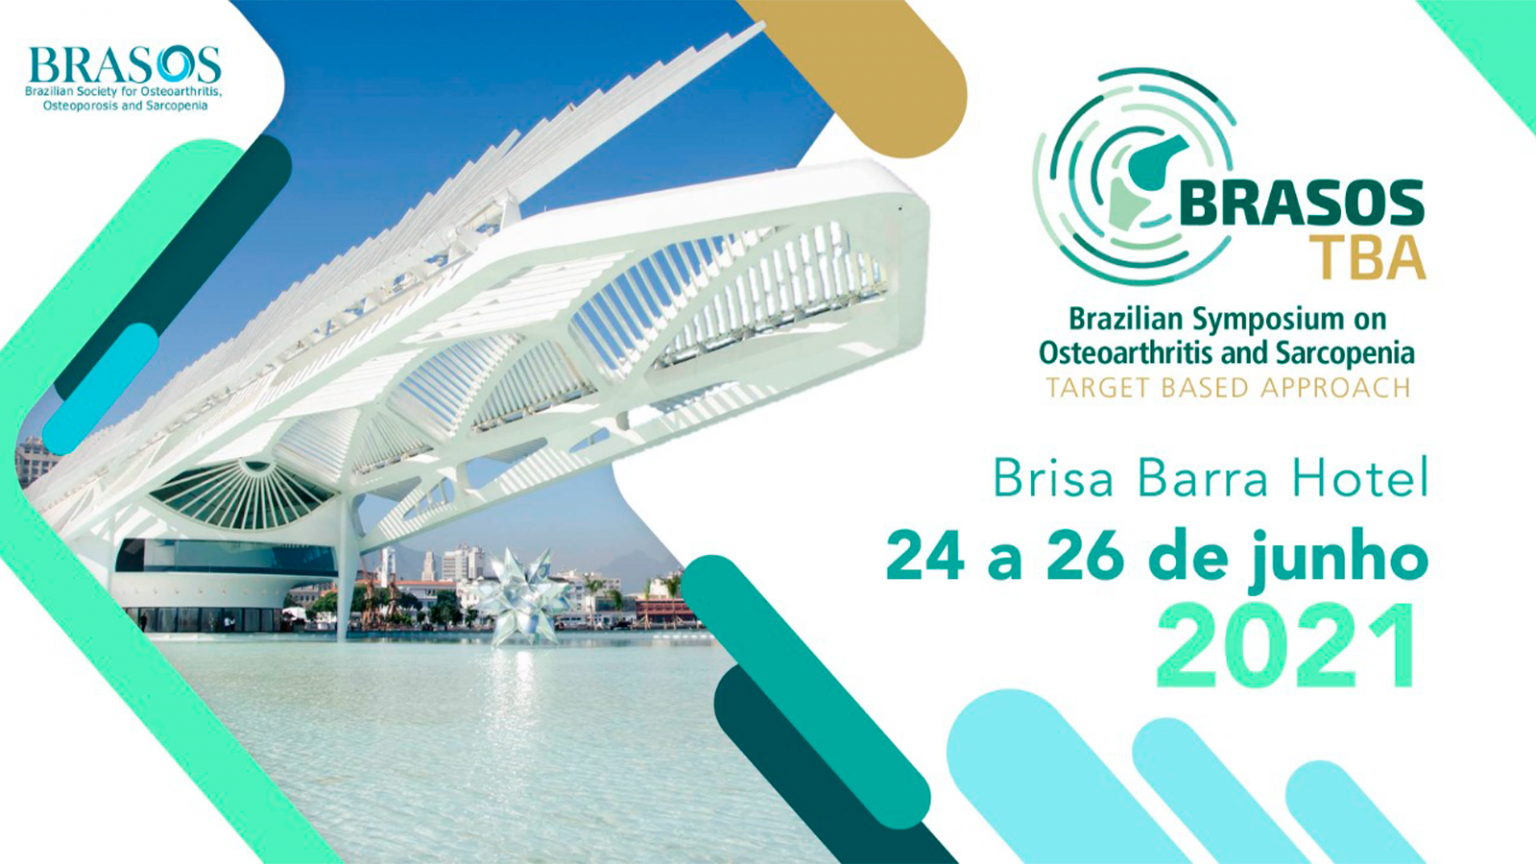 BRASOS
Brazilian Society for Osteoarthritis,
Osteoporosis and Sarcopenia
BRASOS
TBA
Brazilian Symposium on
Osteoarthritis and Sarcopenia
TARGET BASED APPROACH
Brisa Barra Hotel
24 a 26 de junho
2021